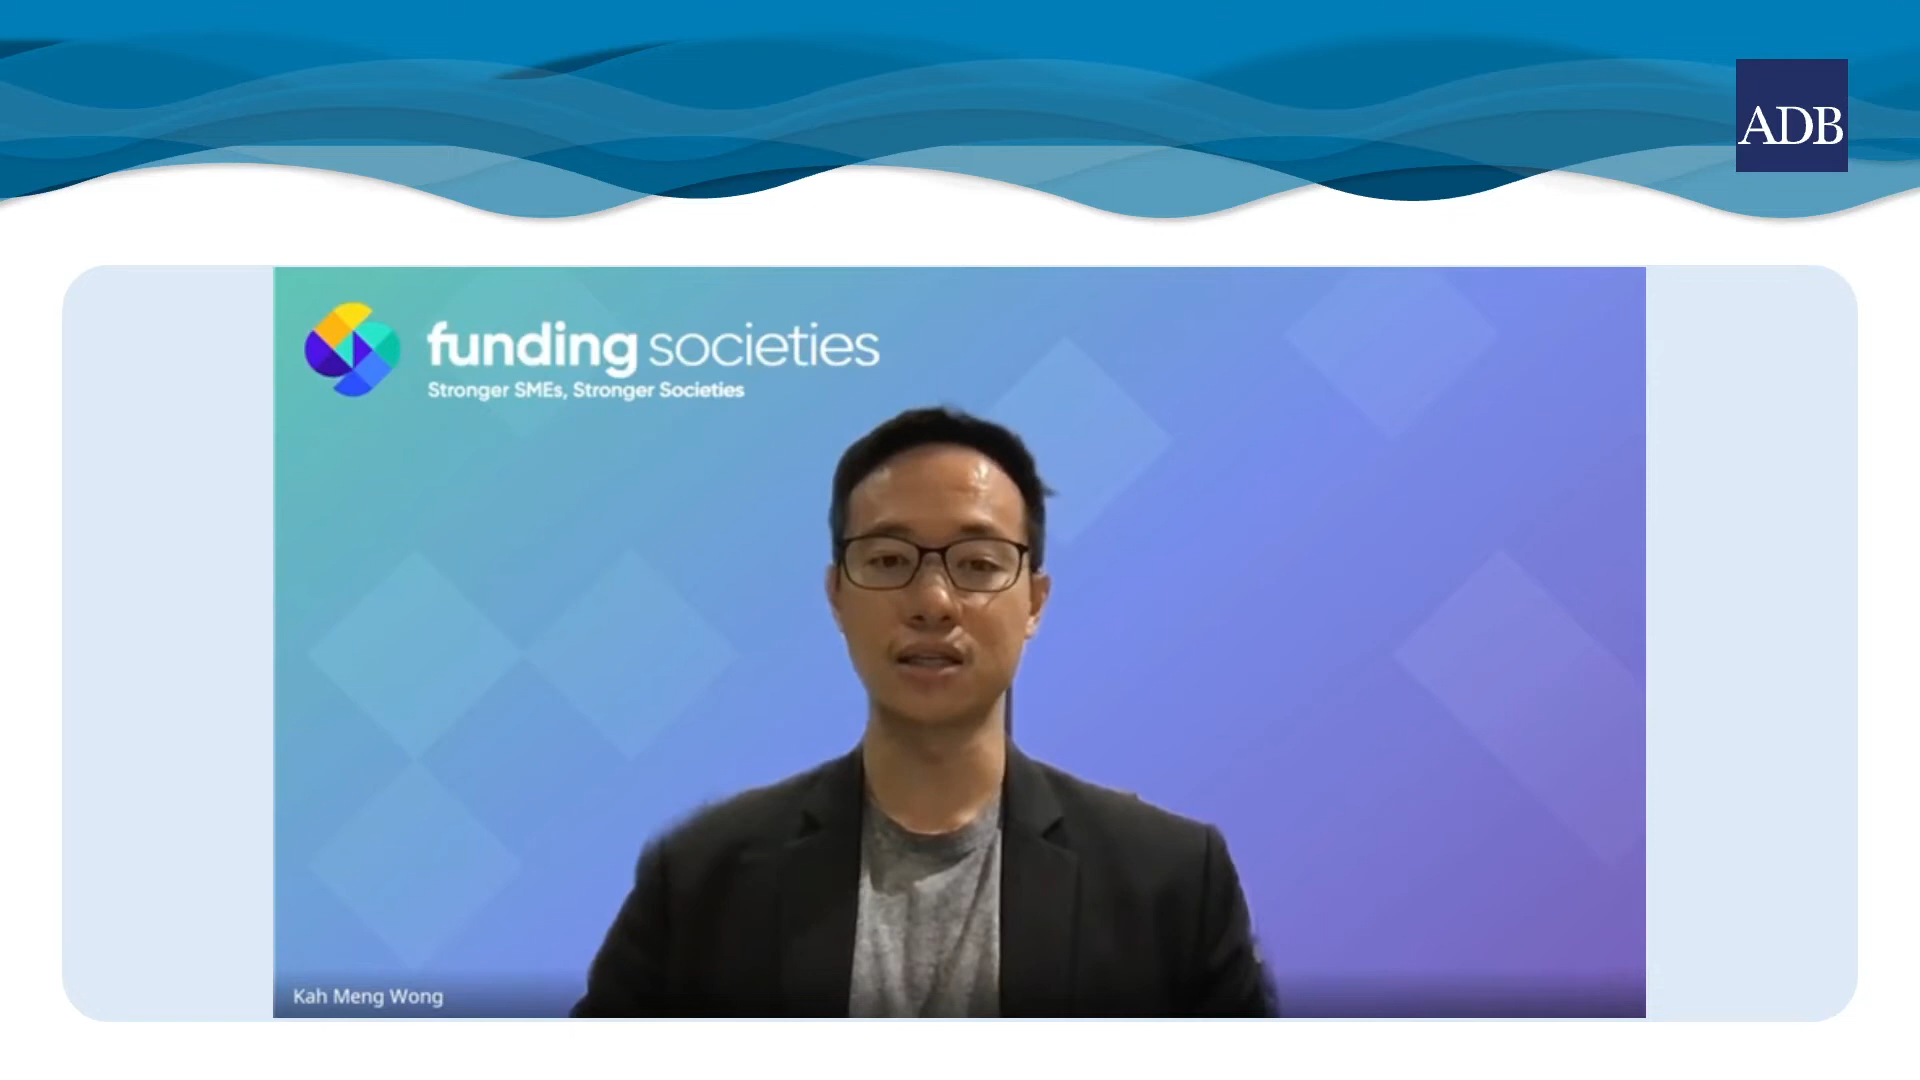 ADB
funding societies
Stronger SMEs, Stronger Societies
Kah Meng Wong